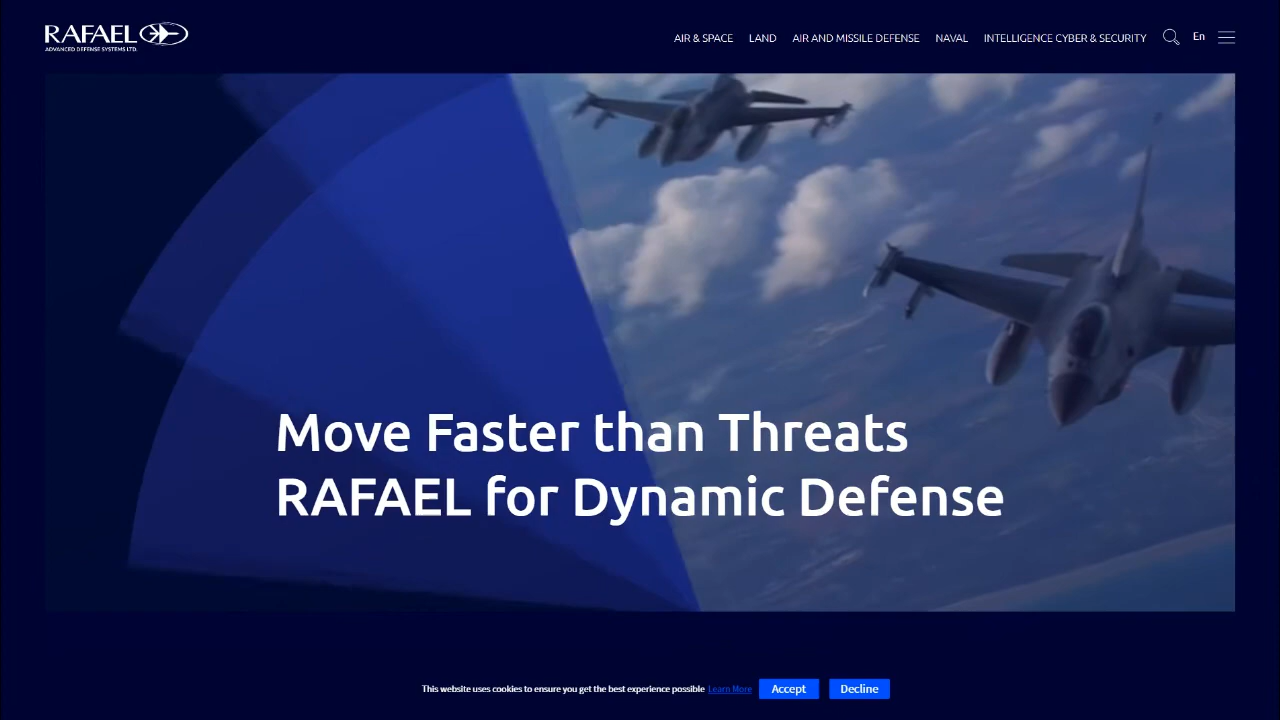 RAFAEL
ADVANCED DEFENSE SYSTEMS LTD.
AIR & SPACE LAND AIR AND MISSILE DEFENSE NAVAL INTELLIGENCE CYBER & SECURITY En
Move Faster than Threats
RAFAEL for Dynamic Defense
This website uses cookies to ensure you get the best experience possible Learn More Accept Decline